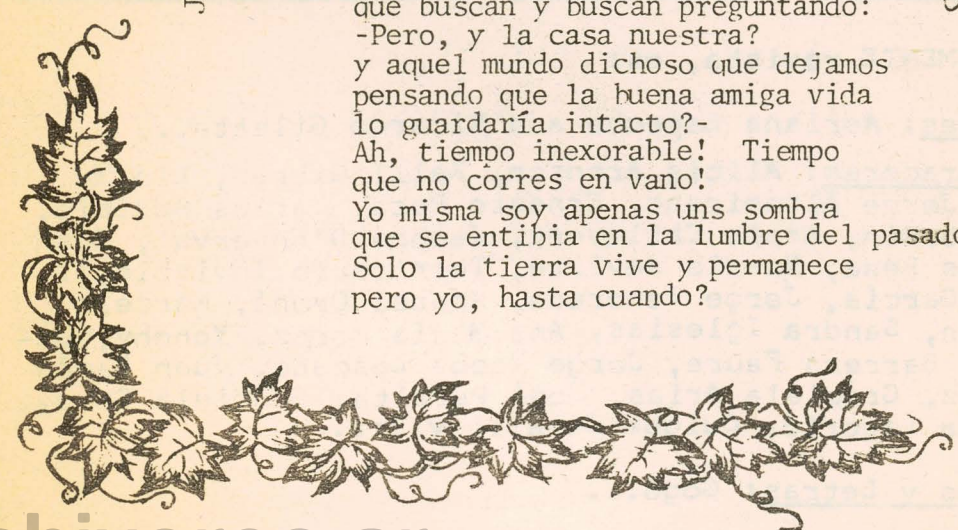 que buscan y buscan preguntando:
-Pero, y la casa nuestra?
y aquel mundo dichoso que dejamos
pensando que la buena amiga vida
lo guardaría intacto?-
Ah, tiempo inexorable! Tiempo
que no corres en vano!
Yo misma soy apenas uns sombra
que se entibia en la lumbre del pasado
Solo la tierra vive y permanece
pero yo, hasta cuando?